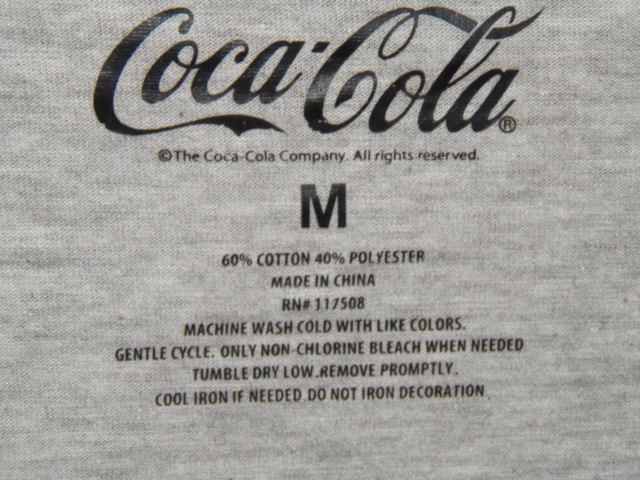 Coca-Cola®
©The Coca-Cola Company. All rights reserved.
M
60% COTTON 40% POLYESTER
MADE IN CHINA
RN# 117508
MACHINE WASH COLD WITH LIKE COLORS.
GENTLE CYCLE. ONLY NON-CHLORINE BLEACH WHEN NEEDED
TUMBLE DRY LOW.REMOVE PROMPTLY.
COOL IRON IF NEEDED.DO NOT IRON DECORATION.